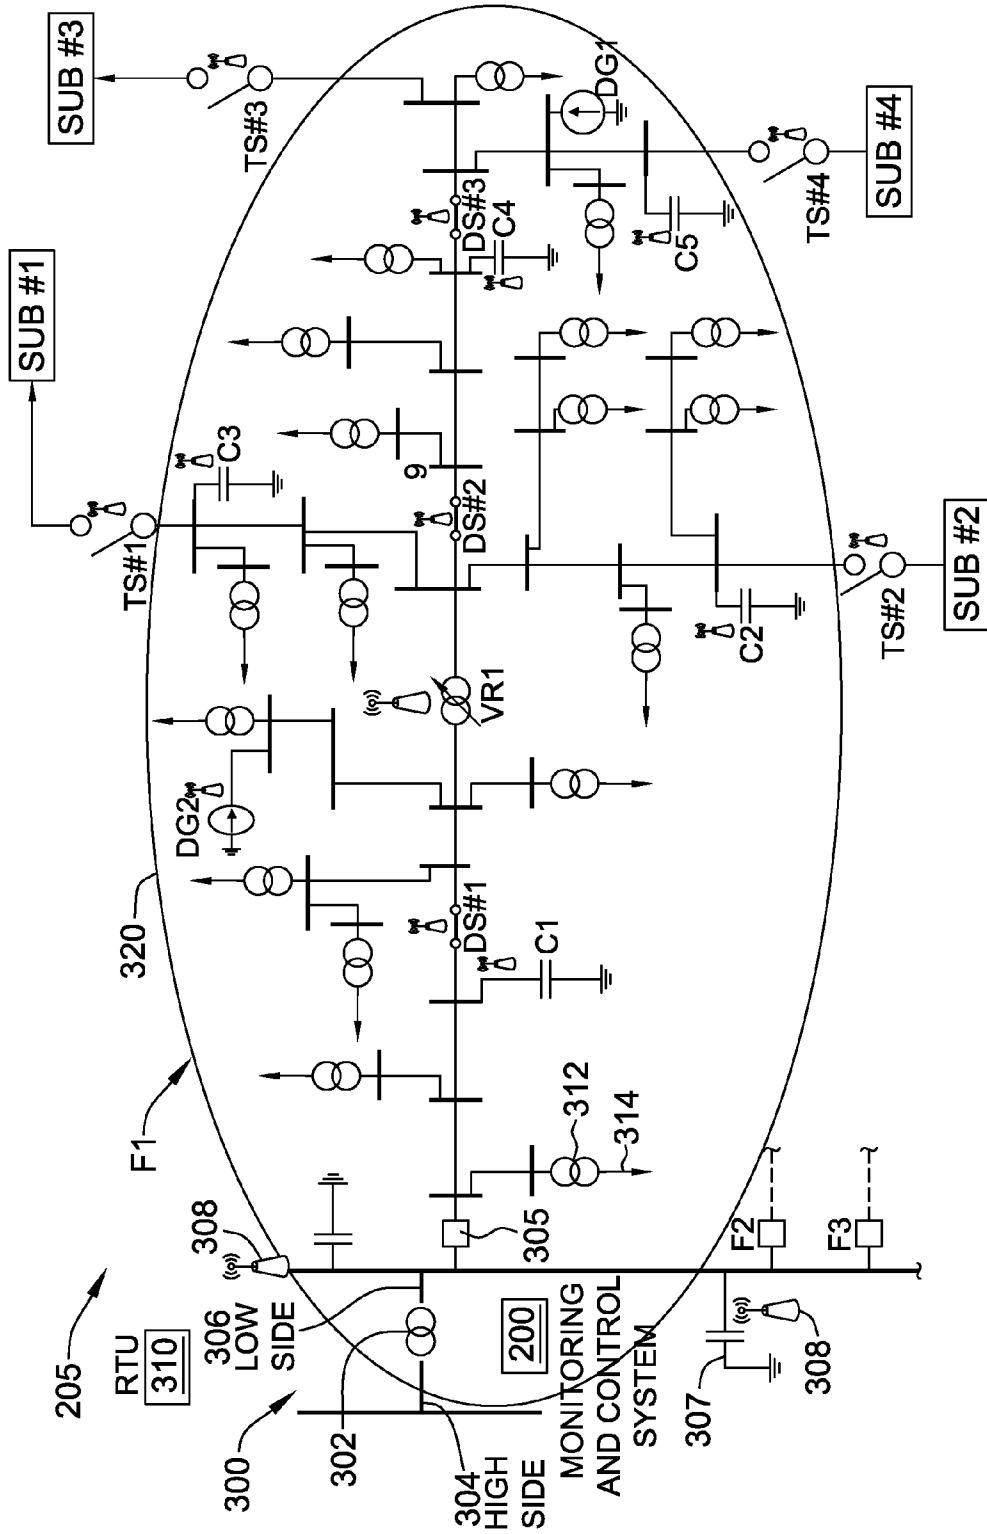 SUB #1
SUB #3
205
320
RTU
310
F1
TS#1
308
DG2
C3
TS#3
300
306
LOW
SIDE
302
9
304
HIGH
SIDE
DS#1
VR1
DS#2
DS#3
200
MONITORING
AND CONTROL
SYSTEM
305
C1
C4
312
314
DG1
307
308
F2
F3
C2
C5
TS#2
TS#4
SUB #2
SUB #4